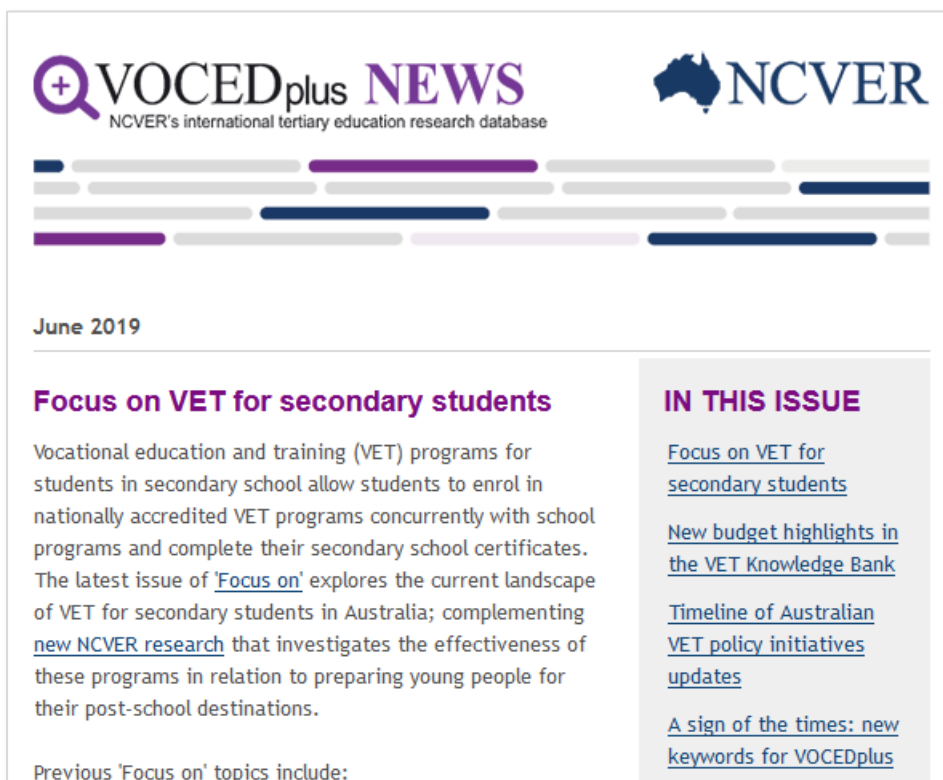 VOCEDplus NEWS
NCVER's international tertiary education research database
NCVER
June 2019
Focus on VET for secondary students
Vocational education and training (VET) programs for
students in secondary school allow students to enrol in
nationally accredited VET programs concurrently with school
programs and complete their secondary school certificates.
The latest issue of 'Focus on' explores the current landscape
of VET for secondary students in Australia; complementing
new NCVER research that investigates the effectiveness of
these programs in relation to preparing young people for
their post-school destinations.
Previous 'Focus on' topics include:
IN THIS ISSUE
Focus on VET for
secondary students
New budget highlights in
the VET Knowledge Bank
Timeline of Australian
VET policy initiatives
updates
A sign of the times: new
keywords for VOCEDplus